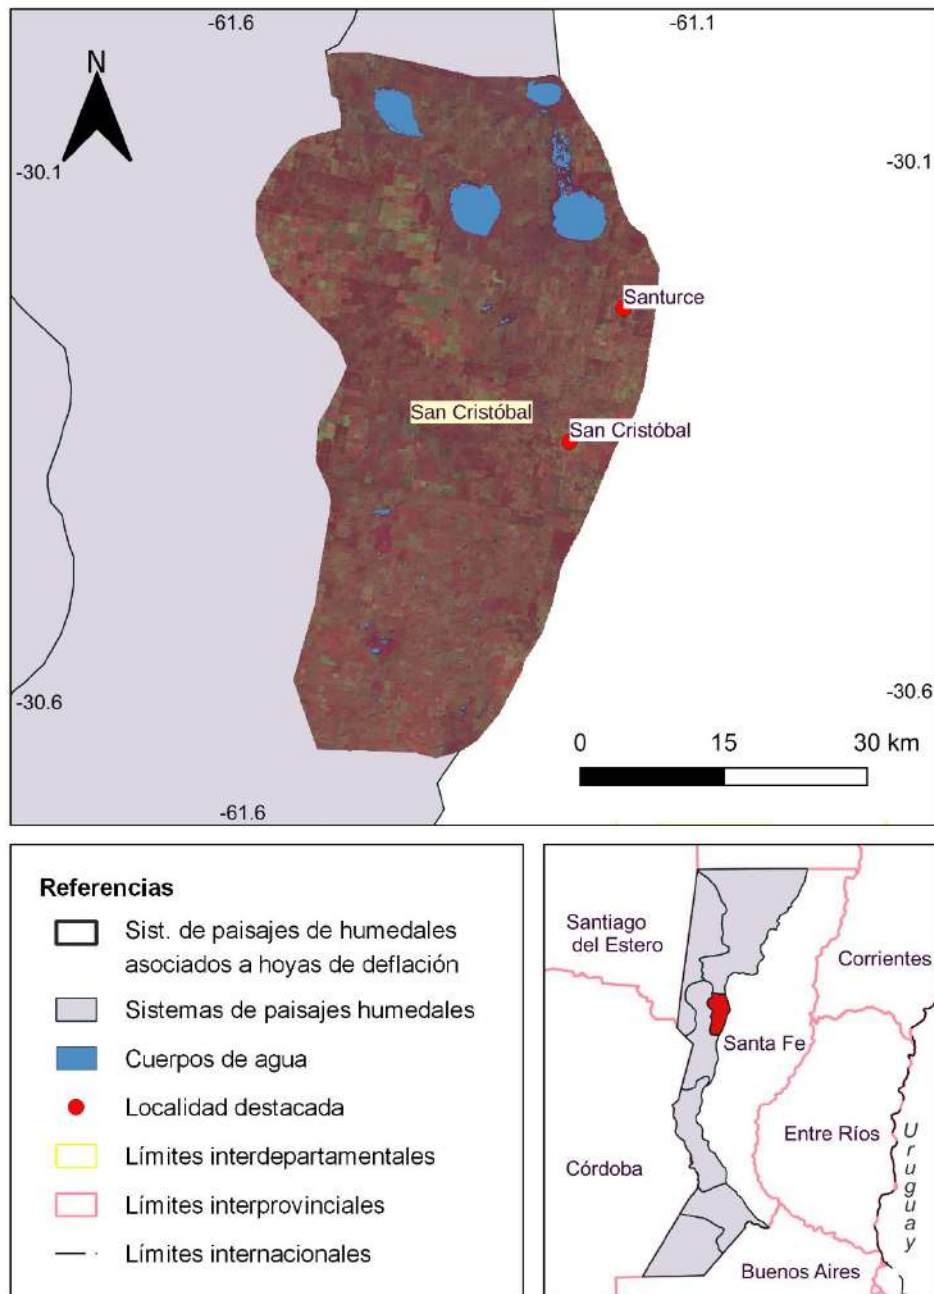 -61.6
-61.1
N
-30.1
-30.1
Santurce
San Cristóbal
San Cristóbal
-30.6
-30.6
0 15 30 km
-61.6
Referencias
Sist. de paisajes de humedales
asociados a hoyas de deflación
Sistemas de paisajes humedales
Cuerpos de agua
Localidad destacada
Límites interdepartamentales
Límites interprovinciales
Límites internacionales
Santiago
del Estero
Corrientes
Santa Fe
Entre Ríos
Uruguay
Córdoba
Buenos Aires